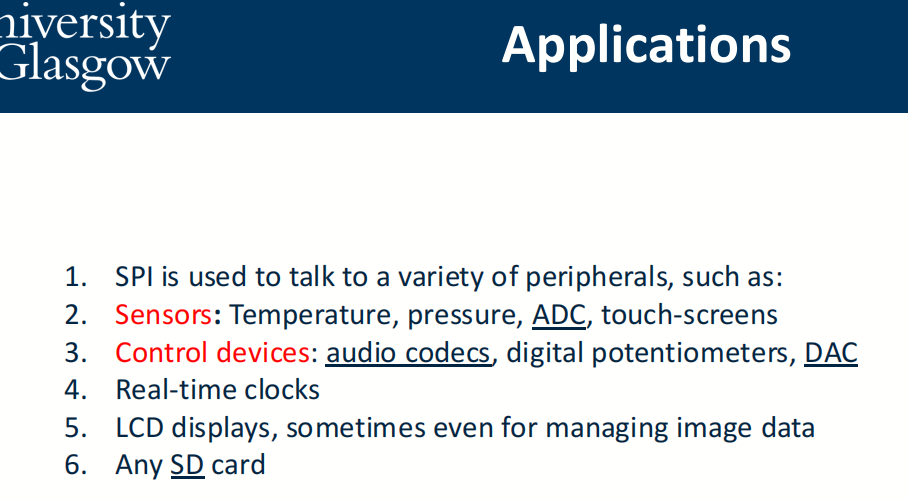 niversity
Glasgow
Applications
1. SPI is used to talk to a variety of peripherals, such as:
2. Sensors: Temperature, pressure, ADC, touch-screens
3. Control devices: audio codecs, digital potentiometers, DAC
4. Real-time clocks
5. LCD displays, sometimes even for managing image data
6. Any SD card